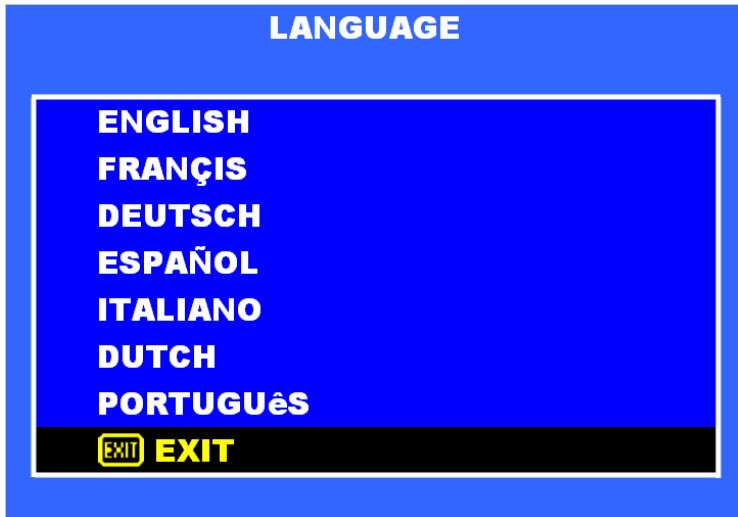 LANGUAGE
ENGLISH
FRANÇIS
DEUTSCH
ESPAÑOL
ITALIANO
DUTCH
PORTUGUêS
EXIT EXIT